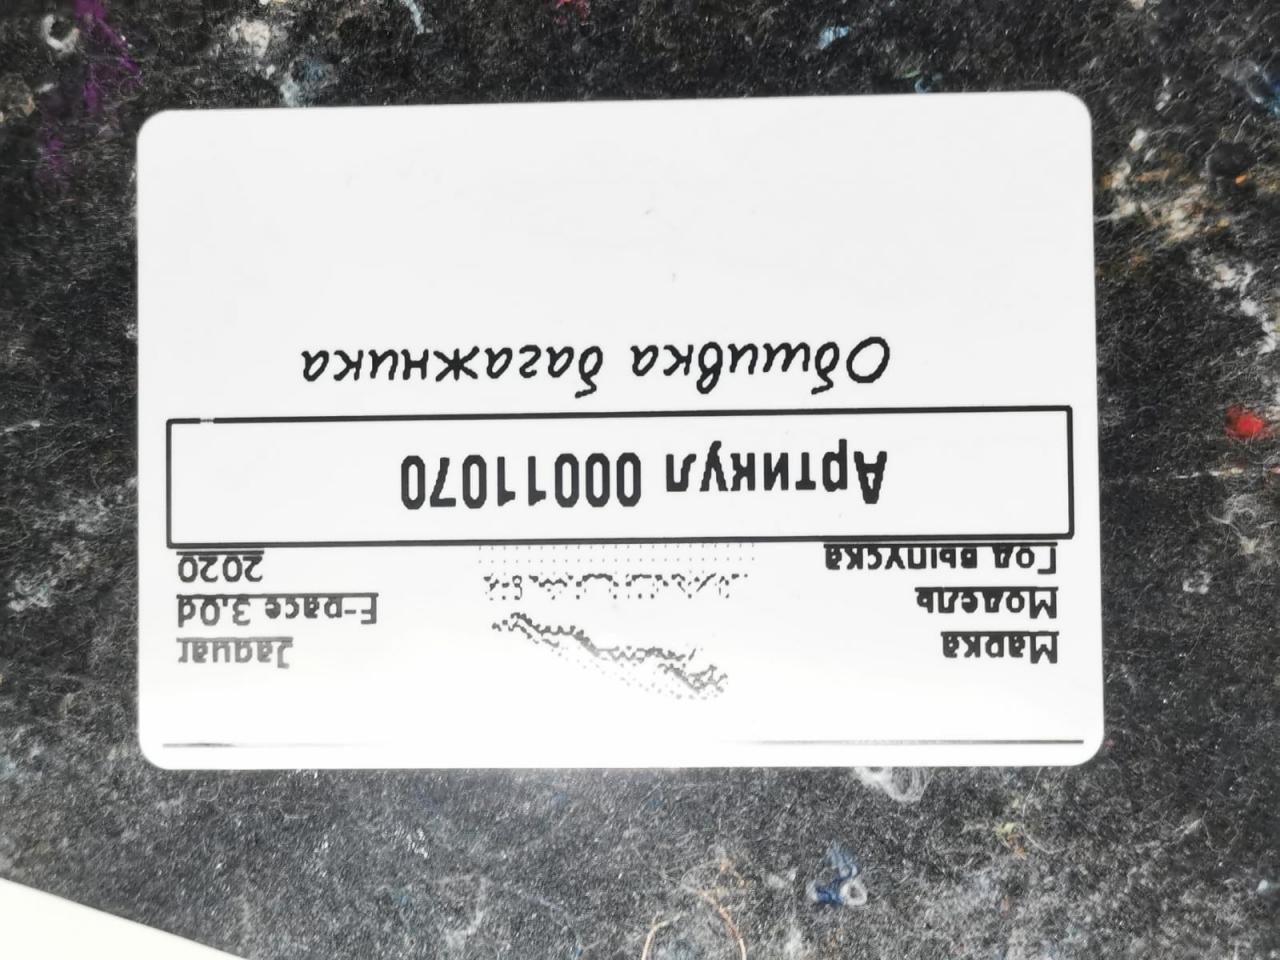 Марка Jaguar
Модель E-pace 3.0d
Год выпуска 2020
Артикул 00011070
Обшивка багажника